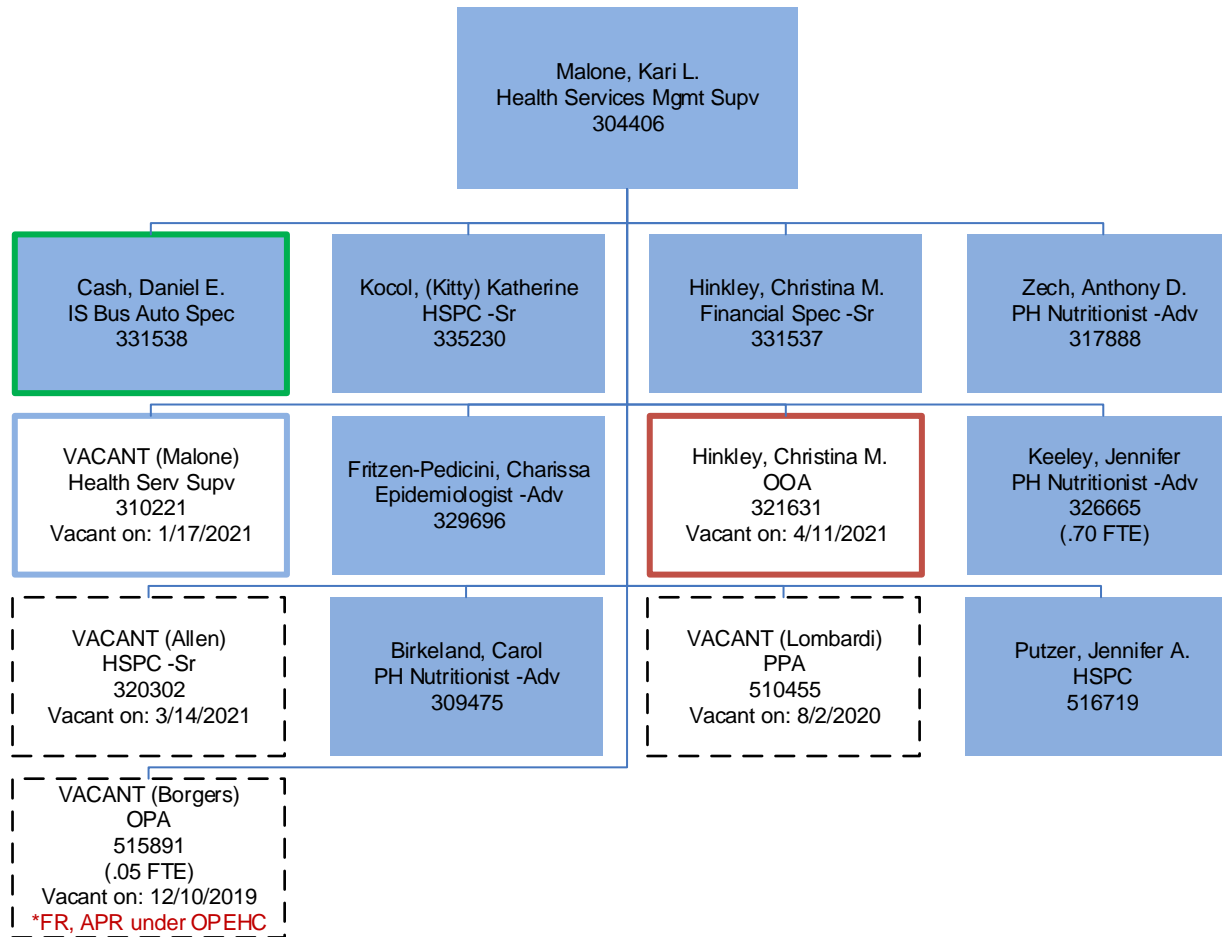 Malone, Kari L.
Health Services Mgmt Supv
304406
Cash, Daniel E.
IS Bus Auto Spec
331538
Kocol, (Kitty) Katherine
HSPC -Sr
335230
Hinkley, Christina M.
Financial Spec -Sr
331537
Zech, Anthony D.
PH Nutritionist -Adv
317888
VACANT (Malone)
Health Serv Supv
310221
Vacant on: 1/17/2021
Fritzen-Pedicini, Charissa
Epidemiologist -Adv
329696
Hinkley, Christina M.
OOA
321631
Vacant on: 4/11/2021
Keeley, Jennifer
PH Nutritionist -Adv
326665
(.70 FTE)
VACANT (Allen)
HSPC -Sr
320302
Vacant on: 3/14/2021
Birkeland, Carol
PH Nutritionist -Adv
309475
VACANT (Lombardi)
PPA
510455
Vacant on: 8/2/2020
Putzer, Jennifer A.
HSPC
516719
VACANT (Borgers)
OPA
515891
(.05 FTE)
Vacant on: 12/10/2019
*FR, APR under OPEHC